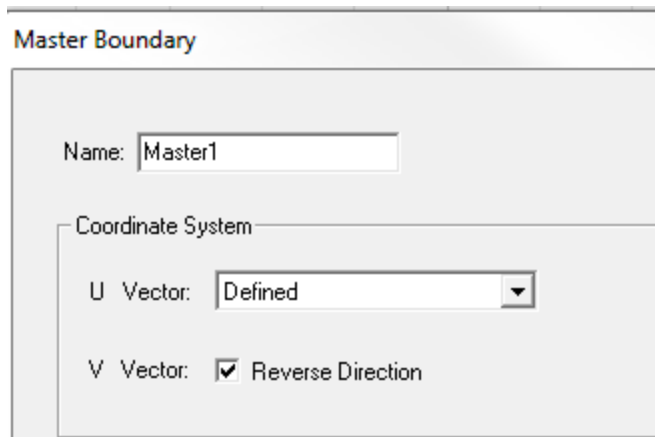 Master Boundary
Name: Master1
Coordinate System
U Vector: Defined
V Vector: Reverse Direction